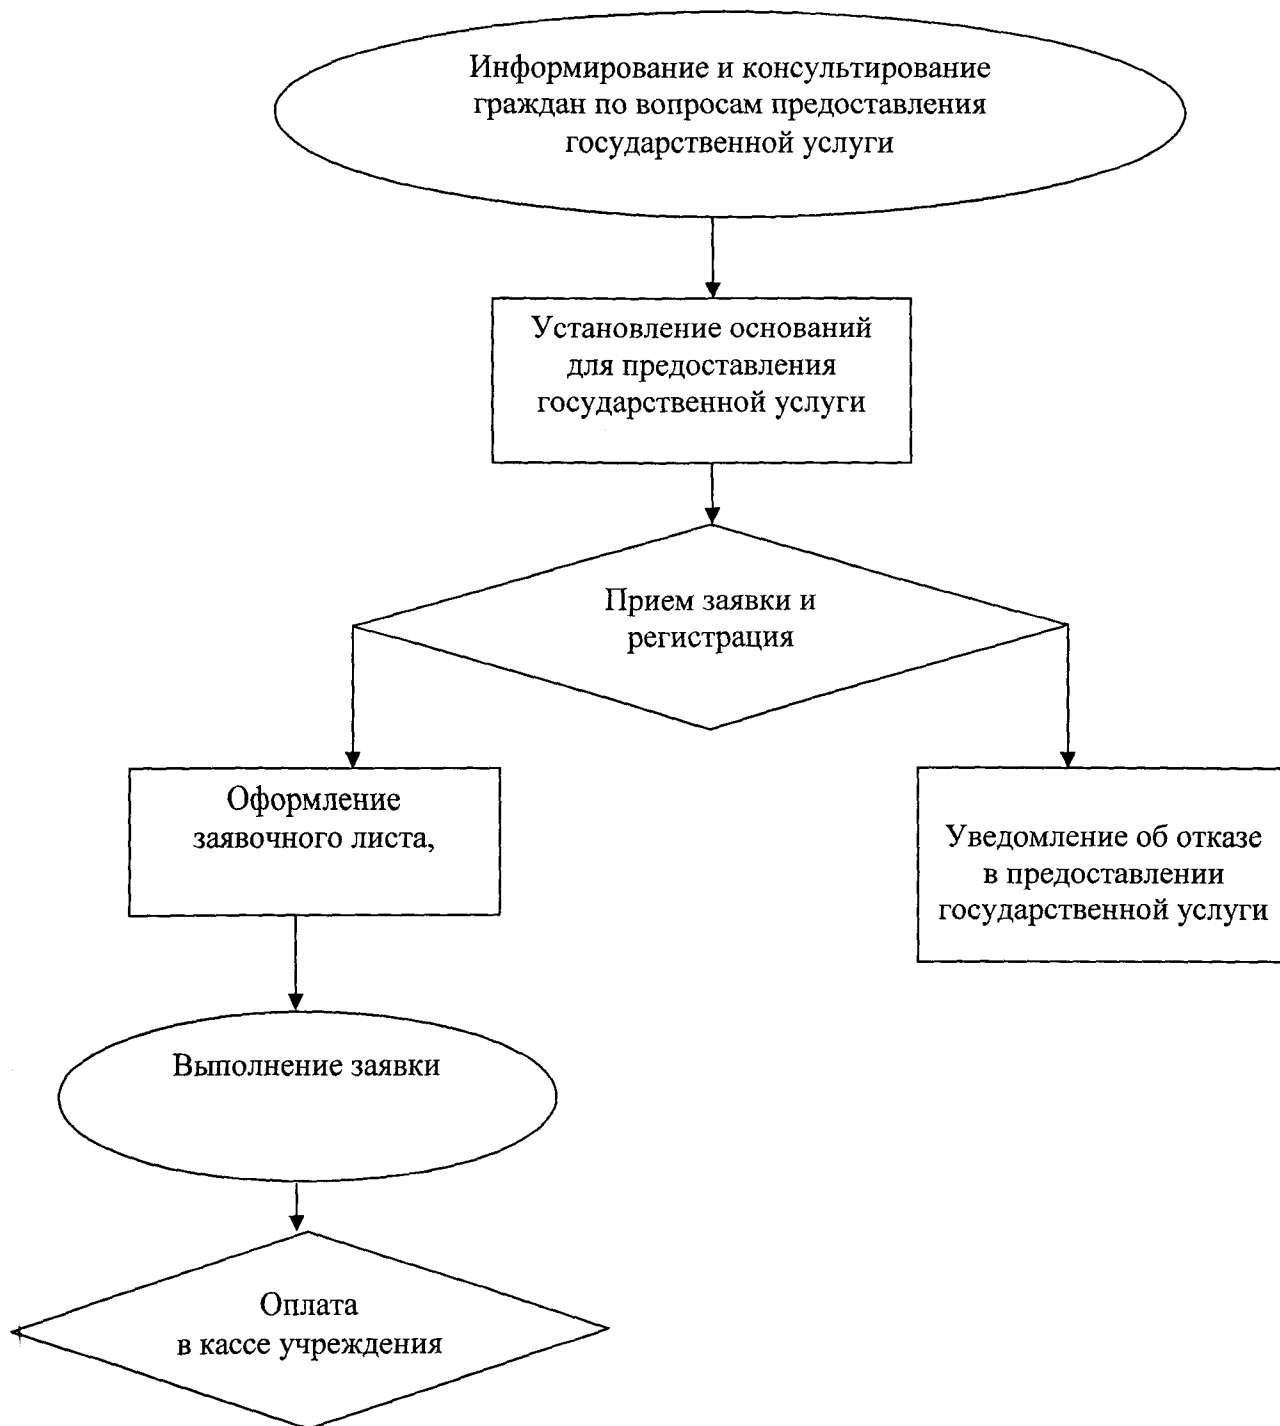 Информирование и консультирование
граждан по вопросам предоставления
государственной услуги
Установление оснований
для предоставления
государственной услуги
Прием заявки и
регистрация
Оформление
заявочного листа,
Уведомление об отказе
в предоставлении
государственной услуги
Выполнение заявки
Оплата
в кассе учреждения